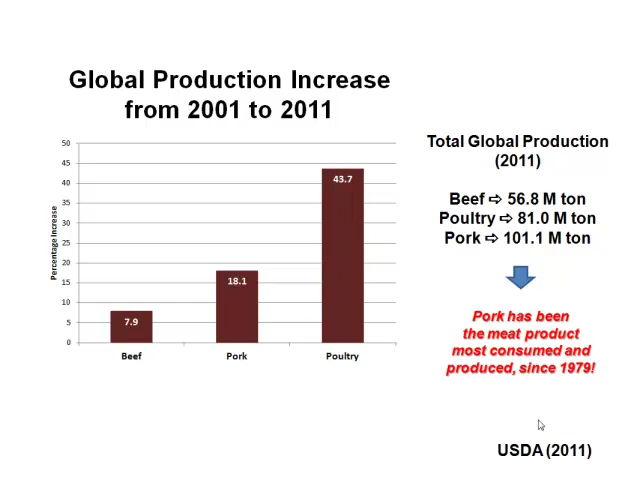 Global Production Increase
from 2001 to 2011
50
45
40
35
30
25
20
15
10
5
0
Percentage Increase
7.9
18.1
43.7
Beef
Pork
Poultry
Total Global Production
(2011)
Beef ⇨ 56.8 M ton
Poultry ⇨ 81.0 M ton
Pork ⇨ 101.1 M ton
Pork has been
the meat product
most consumed and
produced, since 1979!
USDA (2011)